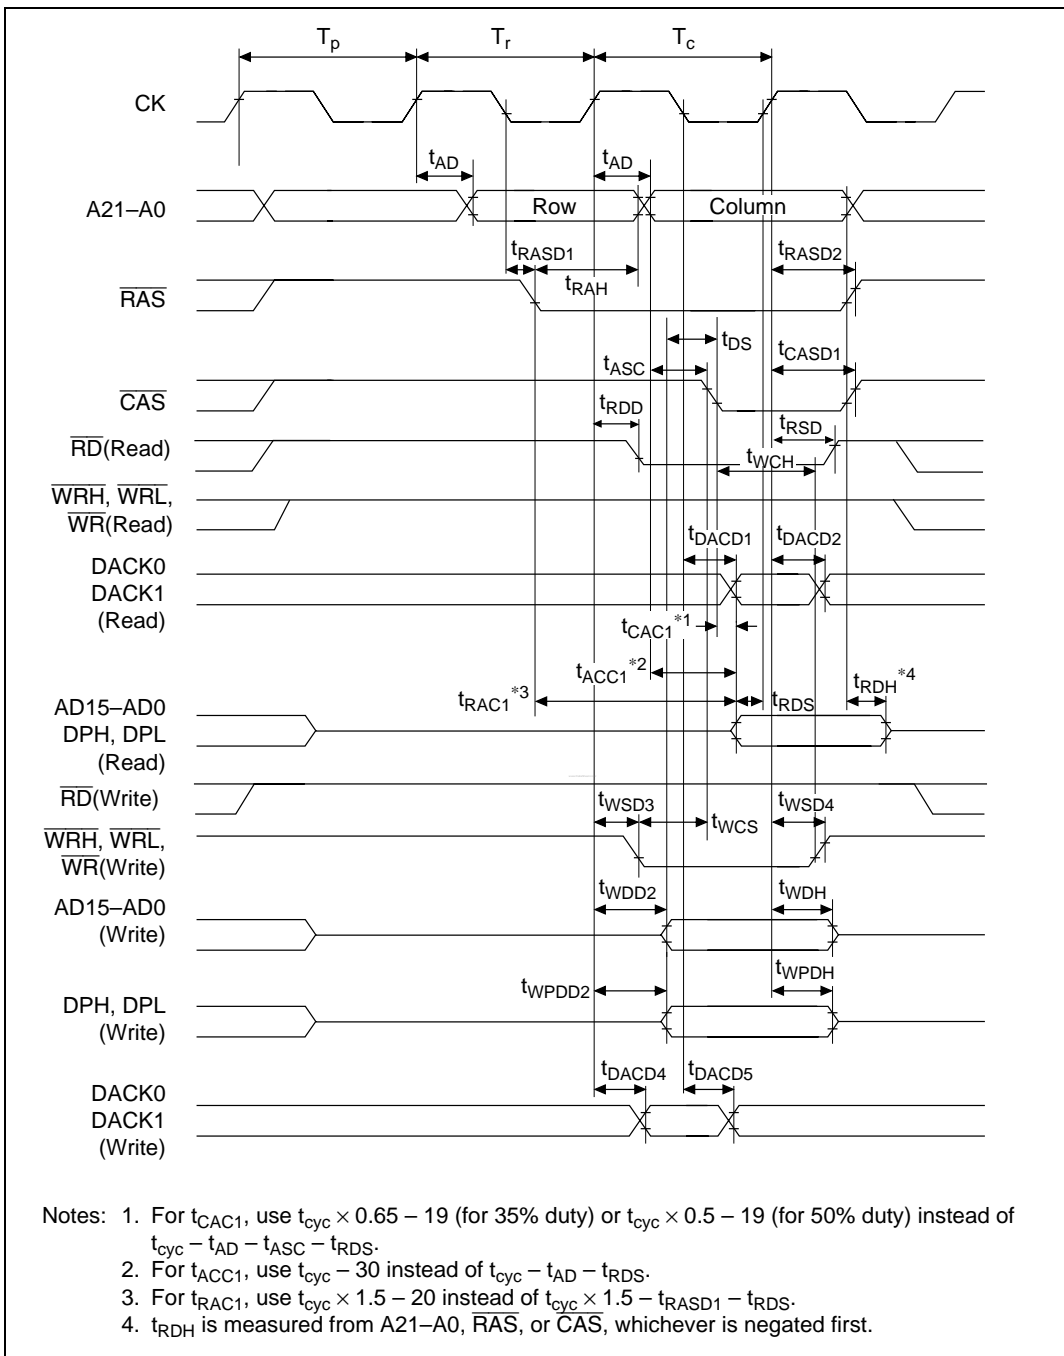 Tp Tr Tc
CK
tAD tAD
A21–A0 Row Column
tRASD1 tRASD2
tRAH
RAS
tDS
tASC tCASD1
CAS
tRDD tRSD
RD(Read)
tWCH
WRH, WRL,
WR(Read)
tDACD1 tDACD2
DACK0
DACK1
(Read)
tCAC1*1
tACC1*2
tRAC1*3 tRDS tRDH*4
AD15–AD0
DPH, DPL
(Read)
RD(Write)
tWSD3 tWCS tWSD4
WRH, WRL,
WR(Write)
tWDD2 tWDH
AD15–AD0
(Write)
tWPDD2 tWPDH
DPH, DPL
(Write)
tDACD4 tDACD5
DACK0
DACK1
(Write)
Notes: 1. For tCAC1, use tcyc × 0.65 – 19 (for 35% duty) or tcyc × 0.5 – 19 (for 50% duty) instead of
tcyc – tAD – tASC – tRDS.
2. For tACC1, use tcyc – 30 instead of tcyc – tAD – tRDS.
3. For tRAC1, use tcyc × 1.5 – 20 instead of tcyc × 1.5 – tRASD1 – tRDS.
4. tRDH is measured from A21–A0, RAS, or CAS, whichever is negated first.